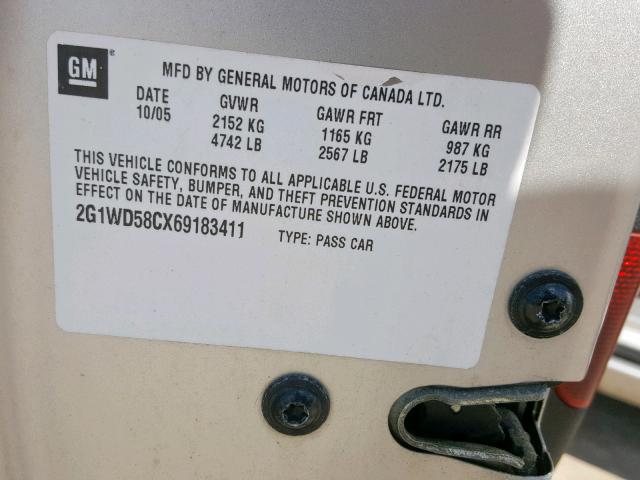 GM ®
MFD BY GENERAL MOTORS OF CANADA LTD.
DATE GVWR GAWR FRT GAWR RR
10/05 2152 KG 1165 KG 987 KG
4742 LB 2567 LB 2175 LB
THIS VEHICLE CONFORMS TO ALL APPLICABLE U.S. FEDERAL MOTOR
VEHICLE SAFETY, BUMPER, AND THEFT PREVENTION STANDARDS IN
EFFECT ON THE DATE OF MANUFACTURE SHOWN ABOVE.
2G1WD58CX69183411 TYPE: PASS CAR